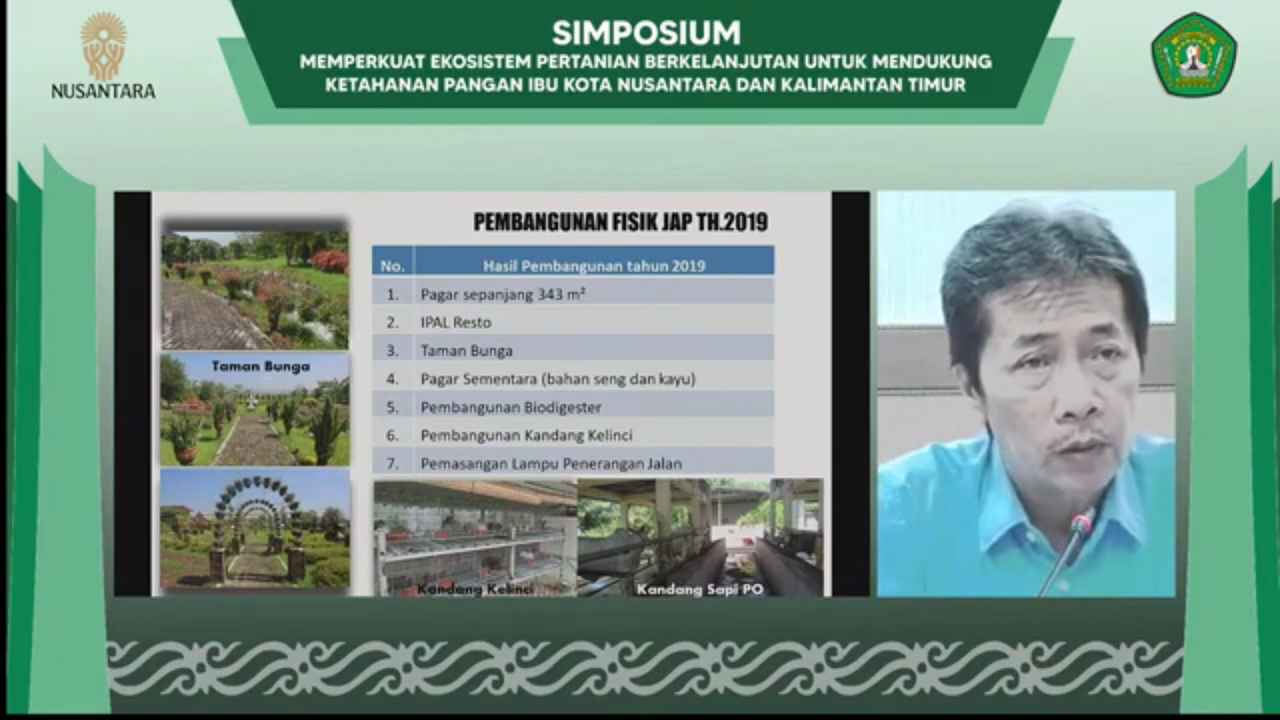 SIMPOSIUM
MEMPERKUAT EKOSISTEM PERTANIAN BERKELANJUTAN UNTUK MENDUKUNG
KETAHANAN PANGAN IBU KOTA NUSANTARA DAN KALIMANTAN TIMUR
NUSANTARA
PEMBANGUNAN FISIK JAP TH.2019
No. Hasil Pembangunan tahun 2019
1. Pagar sepanjang 343 m²
2. IPAL Resto
3. Taman Bunga
4. Pagar Sementara (bahan seng dan kayu)
5. Pembangunan Biodigester
6. Pembangunan Kandang Kelinci
7. Pemasangan Lampu Penerangan Jalan
Taman Bunga
Kandang Kelinci
Kandang Sapi PO